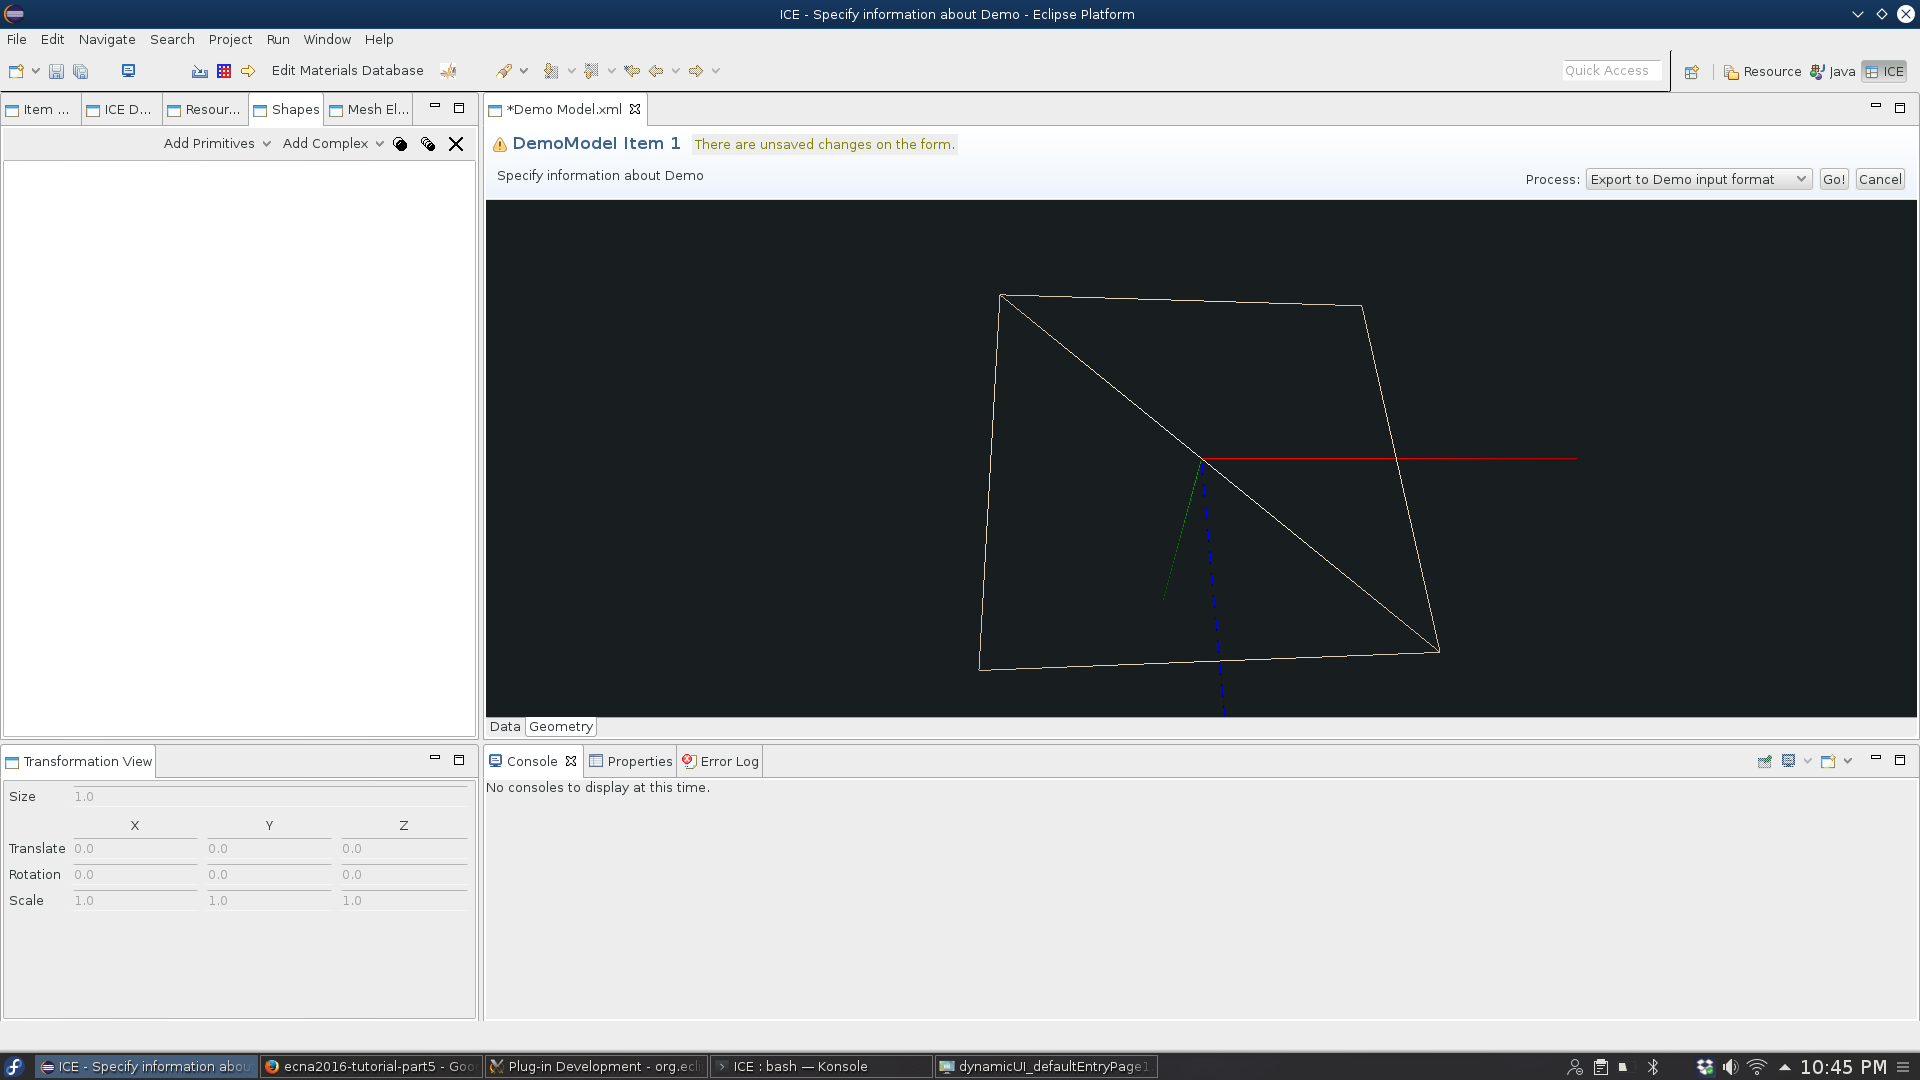 ICE - Specify information about Demo - Eclipse Platform
File Edit Navigate Search Project Run Window Help
Edit Materials Database
Quick Access
Resource
Java
ICE
Item ...
ICE D...
Resour...
Shapes
Mesh El...
Add Primitives
Add Complex
*Demo Model.xml
DemoModel Item 1
There are unsaved changes on the form.
Specify information about Demo
Process: Export to Demo input format Go! Cancel
Data Geometry
Transformation View
Size 1.0
X Y Z
Translate 0.0 0.0 0.0
Rotation 0.0 0.0 0.0
Scale 1.0 1.0 1.0
Console
Properties
Error Log
No consoles to display at this time.
ICE - Specify information abou
ecna2016-tutorial-part5 - Goo
Plug-in Development - org.ecl
ICE : bash — Konsole
dynamicUI_defaultEntryPage1
10:45 PM